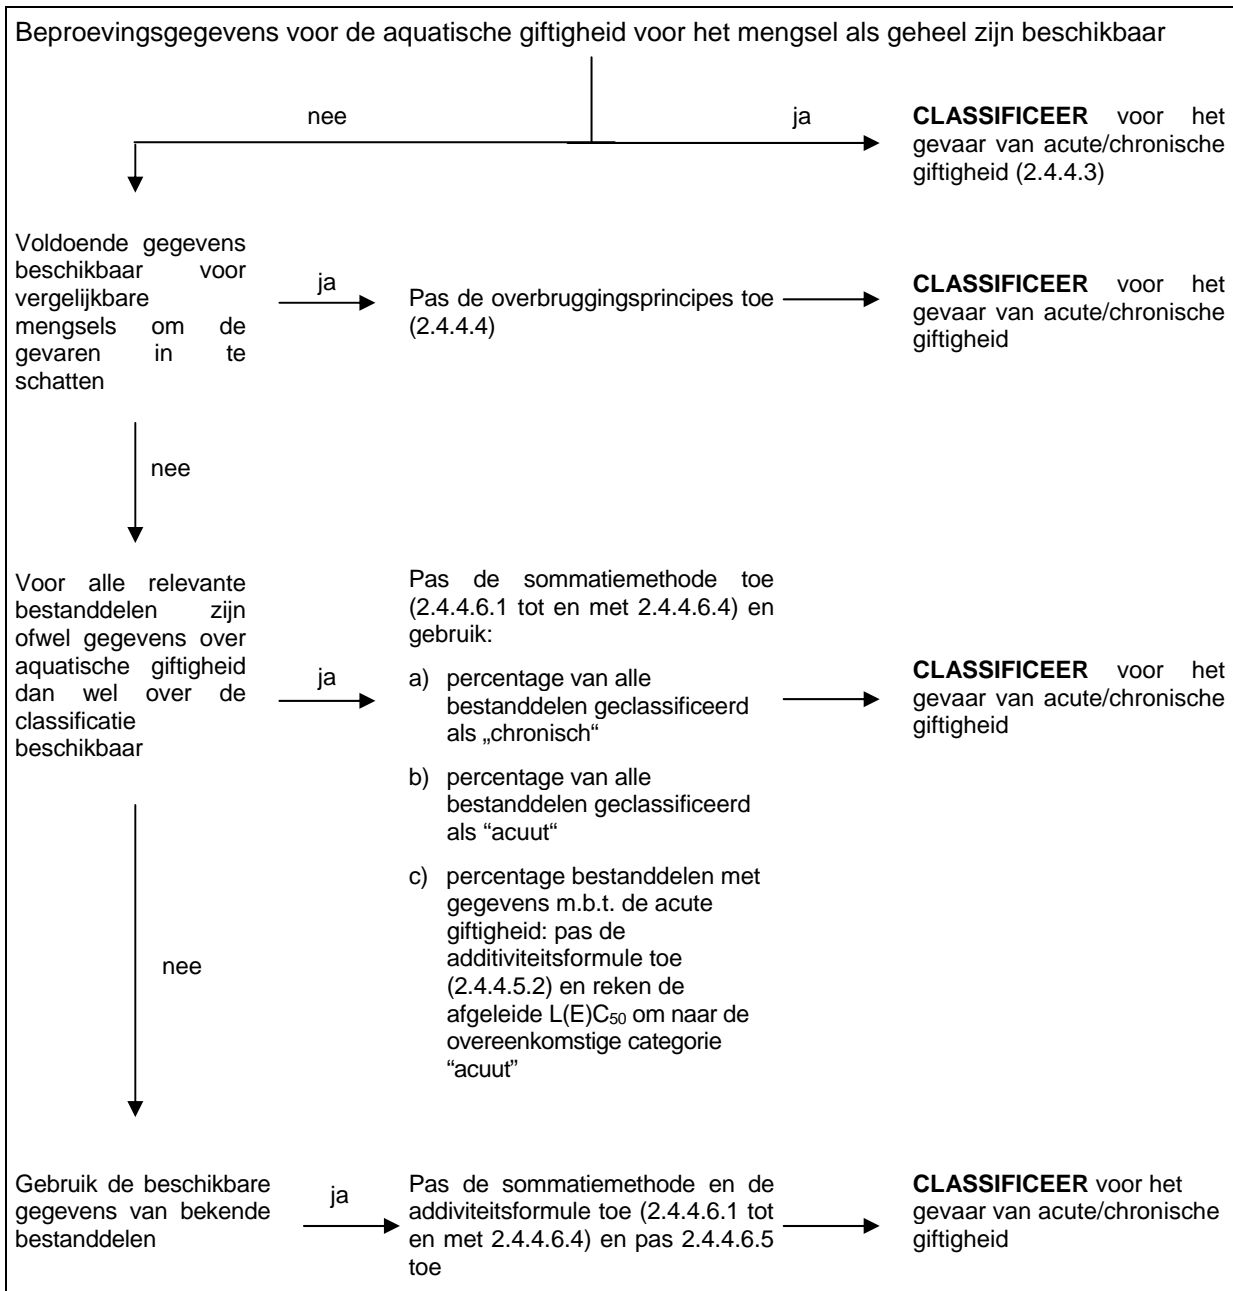 Beproevingsgegevens voor de aquatische giftigheid voor het mengsel als geheel zijn beschikbaar
nee
ja
CLASSIFICEER voor het
gevaar van acute/chronische
giftigheid (2.4.4.3)
Voldoende gegevens
beschikbaar voor
vergelijkbare
mengsels om de
gevaren in te
schatten
ja
Pas de overbruggingsprincipes toe
(2.4.4.4)
CLASSIFICEER voor het
gevaar van acute/chronische
giftigheid
nee
Voor alle relevante
bestanddelen zijn
ofwel gegevens over
aquatische giftigheid
dan wel over de
classificatie
beschikbaar
ja
Pas de sommatiemethode toe
(2.4.4.6.1 tot en met 2.4.4.6.4) en
gebruik:
a) percentage van alle
bestanddelen geclassificeerd
als „chronisch“
b) percentage van alle
bestanddelen geclassificeerd
als “acuut“
c) percentage bestanddelen met
gegevens m.b.t. de acute
giftigheid: pas de
additiviteitsformule toe
(2.4.4.5.2) en reken de
afgeleide L(E)C50 om naar de
overeenkomstige categorie
“acuut”
CLASSIFICEER voor het
gevaar van acute/chronische
giftigheid
nee
Gebruik de beschikbare
gegevens van bekende
bestanddelen
ja
Pas de sommatiemethode en de
addiviteitsformule toe (2.4.4.6.1 tot
en met 2.4.4.6.4) en pas 2.4.4.6.5
toe
CLASSIFICEER voor het
gevaar van acute/chronische
giftigheid